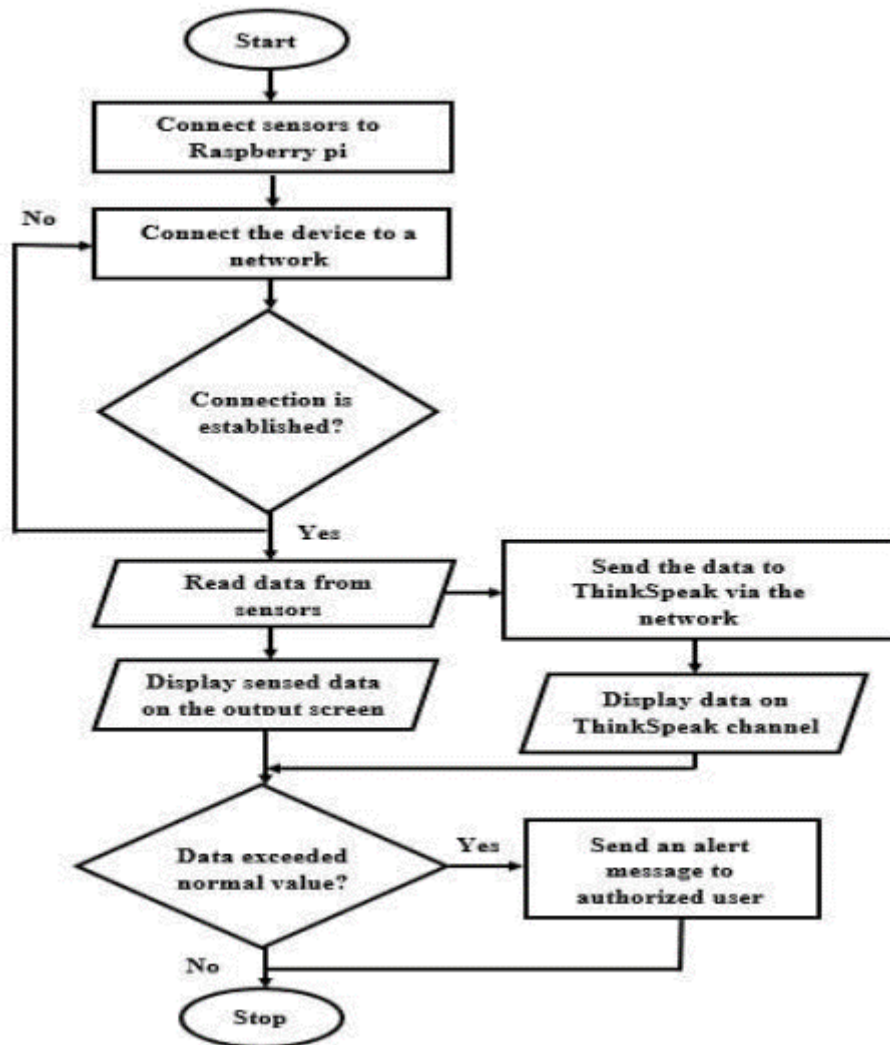 Start
Connect sensors to
Raspberry pi
No
Connect the device to a
network
Connection is
established?
Yes
Read data from
sensors
Send the data to
ThinkSpeak via the
network
Display sensed data
on the output screen
Display data on
ThinkSpeak channel
Data exceeded
normal value?
Yes
Send an alert
message to
authorized user
No
Stop